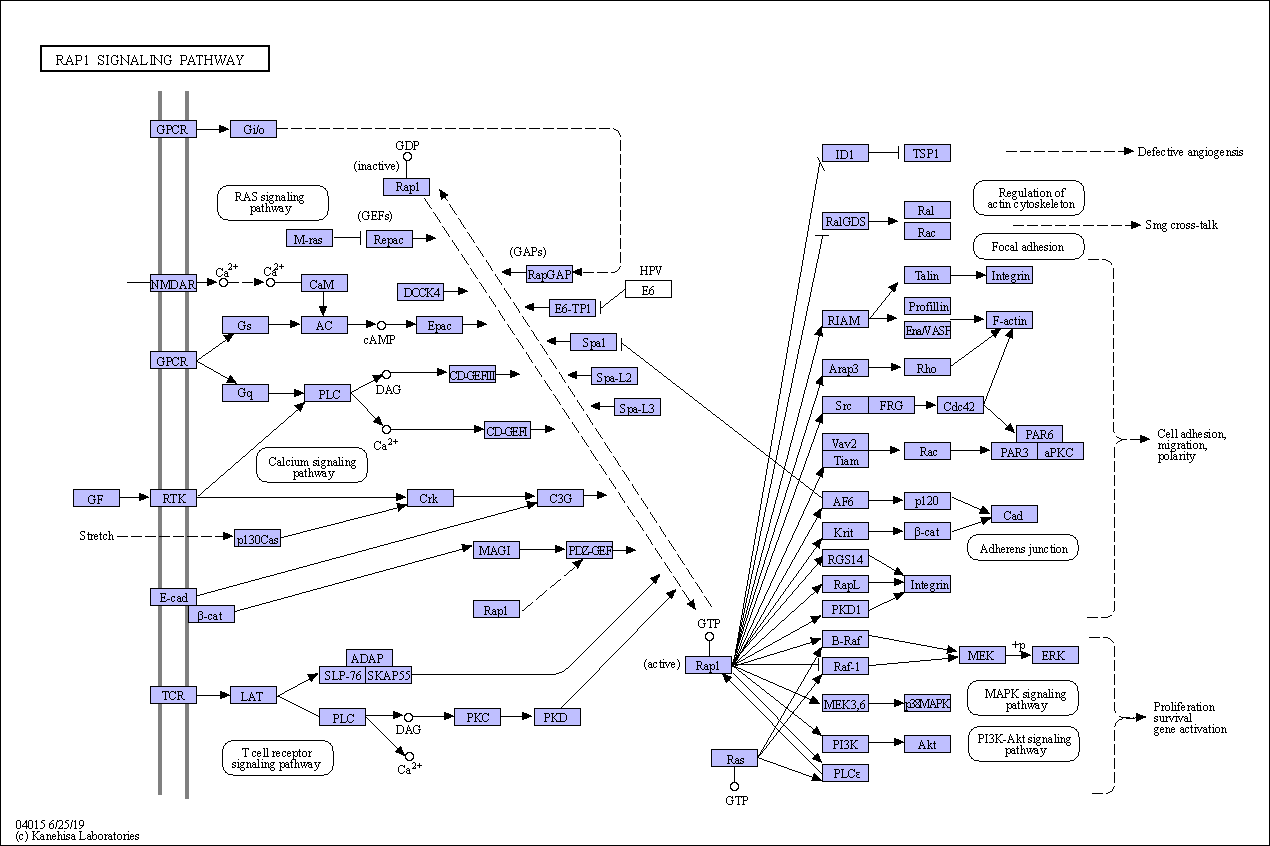 RAP1 SIGNALING PATHWAY
GPCR
Gi/o
GDP
(inactive)
Rap1
RAS signaling
pathway
(GEFs)
M-ras
Repac
(GAPs)
RapGAP
HPV
E6
E6-TP1
NMDAR
Ca2+
Ca2+
CaM
DOCK4
Gs
AC
cAMP
Epac
Spa1
GPCR
Gq
PLC
DAG
CD-GEFIII
Spa-L2
Spa-L3
Ca2+
CD-GEFI
Calcium signaling
pathway
GF
RTK
Crk
C3G
Stretch
p130Cas
MAGI
PDZ-GEF
E-cad
β-cat
Rap1
GTP
(active)
Rap1
ADAP
SLP-76
SKAP55
TCR
LAT
PLC
DAG
PKC
PKD
Ca2+
T cell receptor
signaling pathway
Ras
GTP
ID1
TSP1
Defective angiogensis
Regulation of
actin cytoskeleton
RalGDS
Ral
Rac
Smg cross-talk
Focal adhesion
Talin
Integrin
RIAM
Profillin
Ena/VASP
F-actin
Arap3
Rho
Src
FRG
Cdc42
Vav2
Tiam
Rac
PAR6
PAR3
aPKC
Cell adhesion,
migration,
polarity
AF6
p120
Cad
Krit
β-cat
Adherens junction
RGS14
RapL
Integrin
PKD1
B-Raf
Raf-1
MEK
+p
ERK
MEK3,6
p38MAPK
MAPK signaling
pathway
PI3K
Akt
PI3K-Akt signaling
pathway
PLCε
Proliferation
survival
gene activation
04015 6/25/19
(c) Kanehisa Laboratories